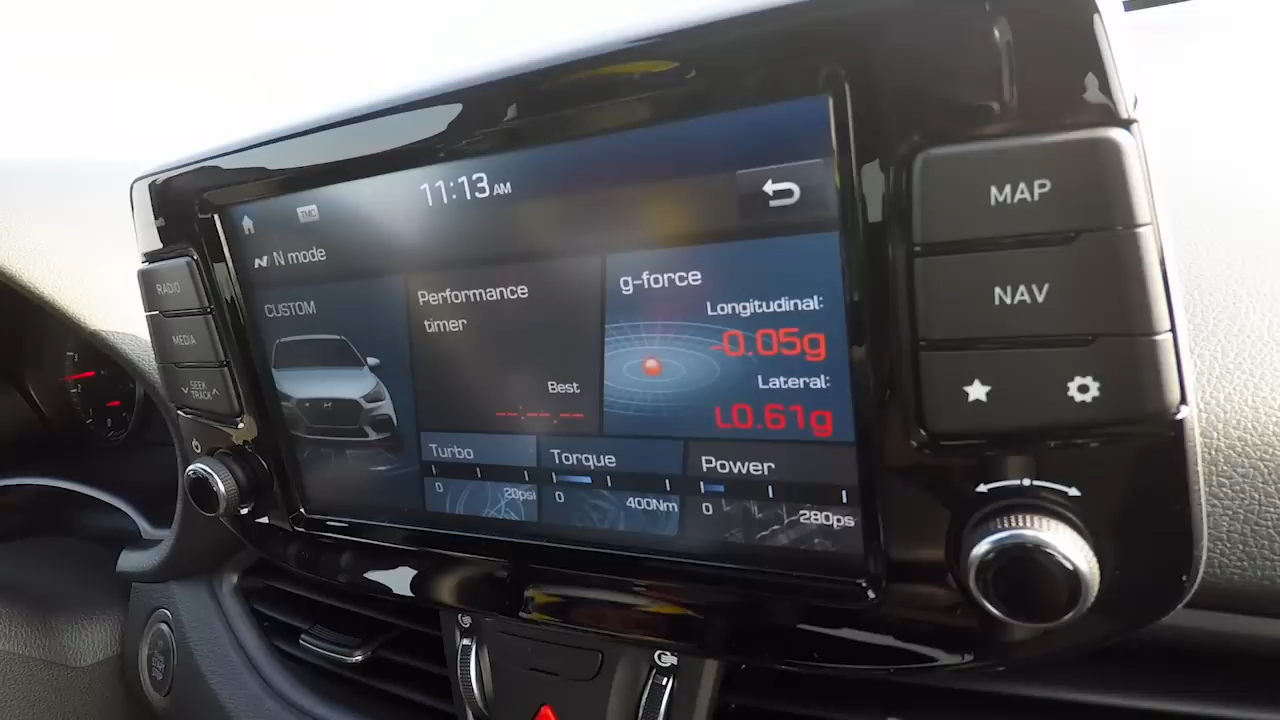 11:13 AM
TMC
N N mode
CUSTOM
Performance
timer
Best
--:--.--
g-force
Longitudinal:
-0.05g
Lateral:
L0.61g
Turbo
0
20psi
Torque
0
400Nm
Power
0
280ps
RADIO
MEDIA
SEEK
TRACK
MAP
NAV